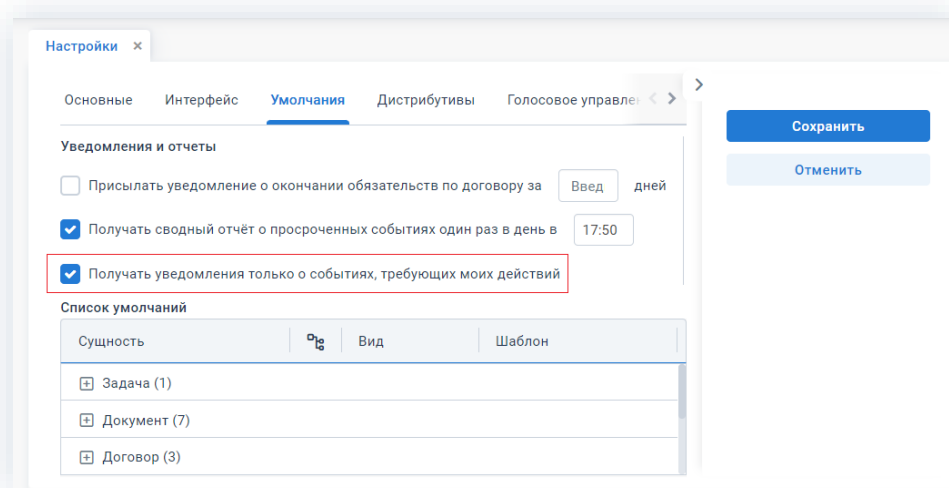 Настройки ×
Основные Интерфейс Умолчания Дистрибутивы Голосовое управле
Сохранить
Уведомления и отчеты
Отменить
Присылать уведомление о окончании обязательств по договору за Введ дней
Получать сводный отчёт о просроченных событиях один раз в день в 17:50
Получать уведомления только о событиях, требующих моих действий
Список умолчаний
Сущность Вид Шаблон
Задача (1)
Документ (7)
Договор (3)